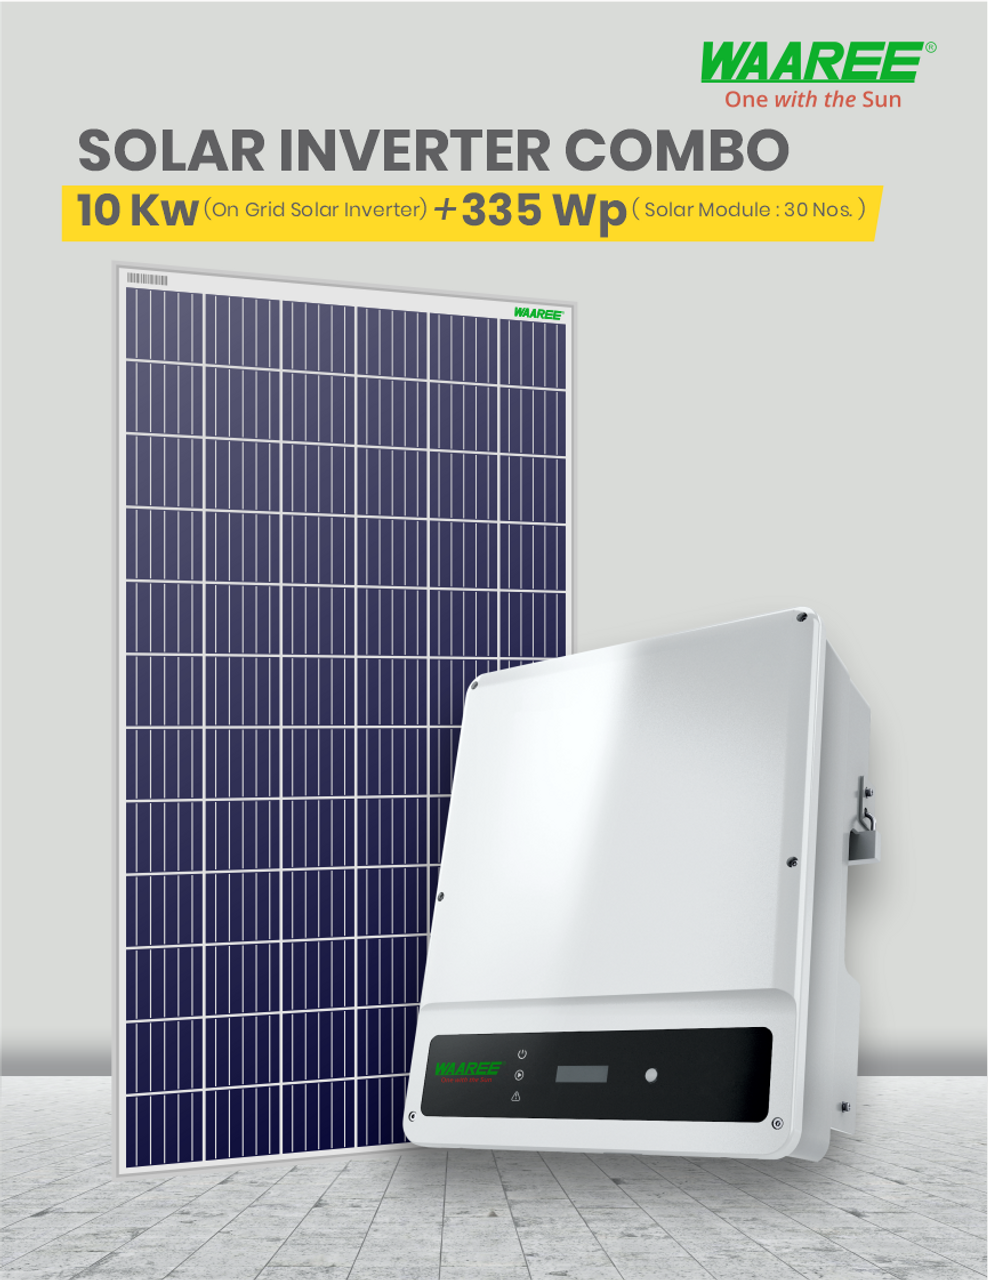 WAAREE®
One with the Sun
SOLAR INVERTER COMBO
10 Kw (On Grid Solar Inverter) + 335 Wp ( Solar Module : 30 Nos. )
WAAREE
WAAREE
One with the Sun